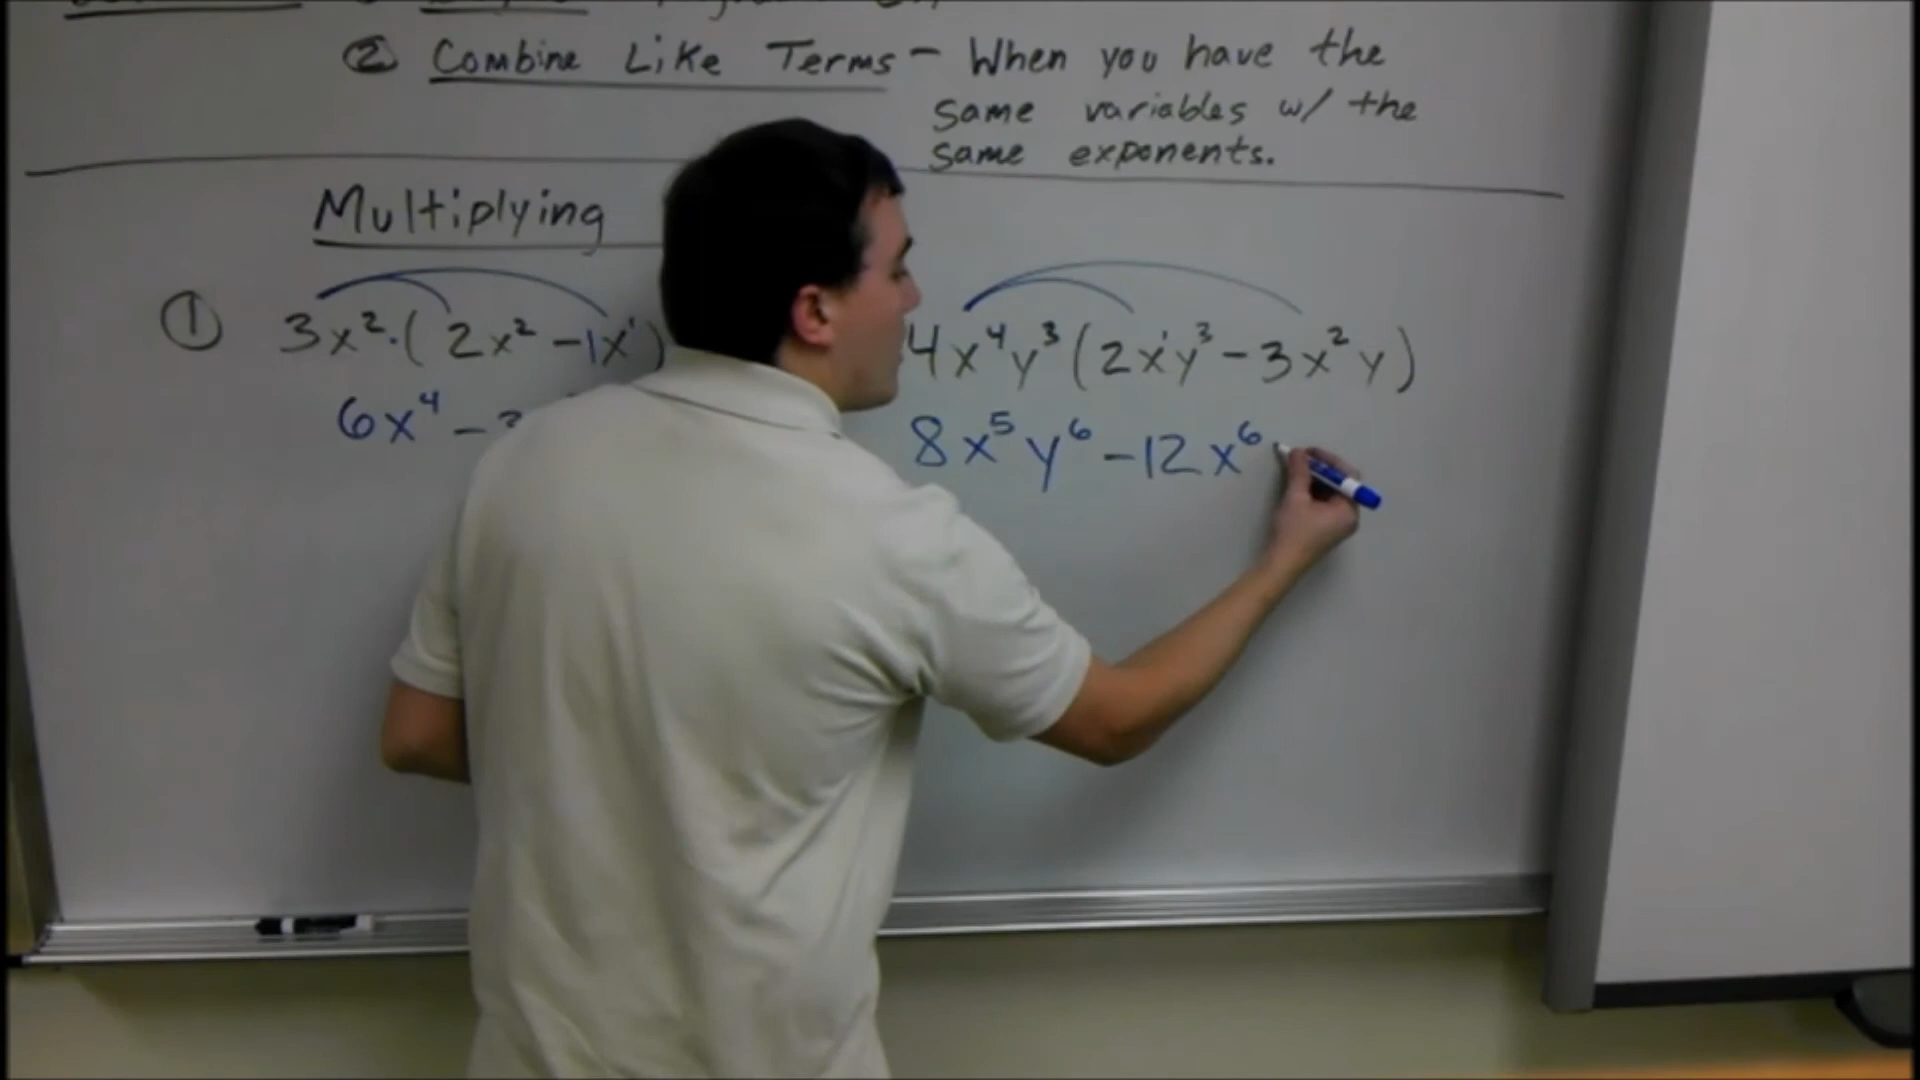 ② Combine Like Terms - When you have the
same variables w/ the
same exponents.
Multiplying
① 3x²·(2x² -1x¹)
6x⁴ -
4x⁴y³(2x¹y³-3x²y)
8x⁵y⁶-12x⁶